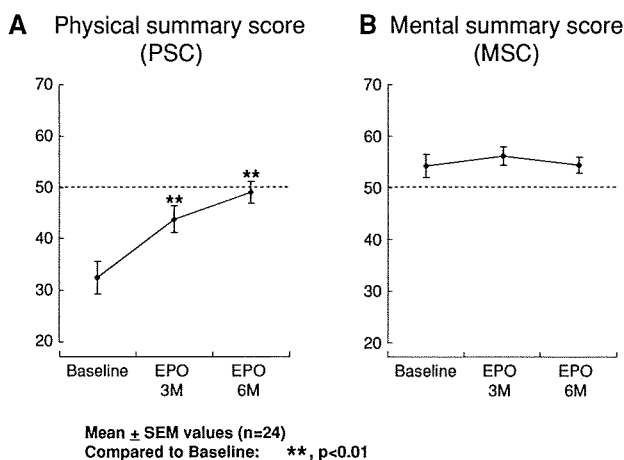 A Physical summary score
(PSC)
70
60
50
40
30
20
**
**
Baseline EPO EPO
3M 6M
B Mental summary score
(MSC)
70
60
50
40
30
20
Baseline EPO EPO
3M 6M
Mean ± SEM values (n=24)
Compared to Baseline: **, p<0.01